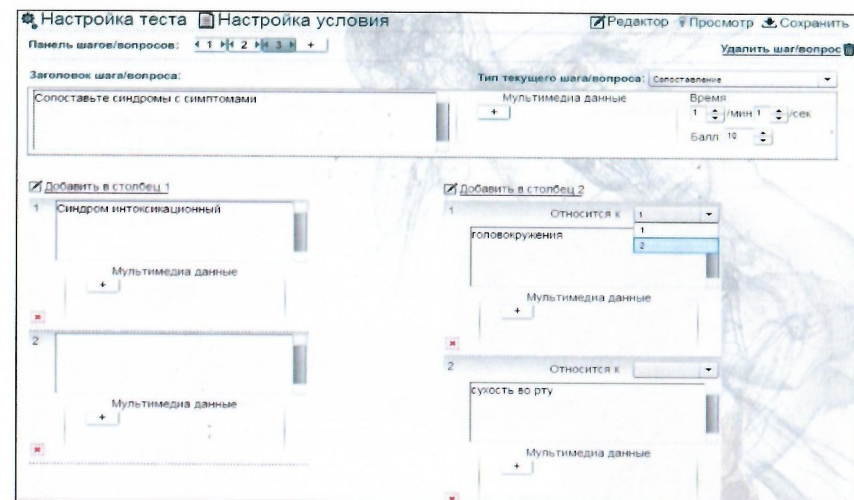 Настройка теста Настройка условия Редактор Просмотр Сохранить
Панель шагов/вопросов: 1 2 3 + Удалить шаг/вопрос
Заголовок шага/вопроса: Тип текущего шага/вопроса: Сопоставление
Сопоставьте синдромы с симптомами Мультимедиа данные Время
+ 1 /мин 1 /сек
Балл 10
Добавить в столбец 1
1 Синдром интоксикационный
Мультимедиа данные
+
2
Мультимедиа данные
+
Добавить в столбец 2
1 Относится к 1
1
2
головокружения
Мультимедиа данные
+
2 Относится к
сухость во рту
Мультимедиа данные
+